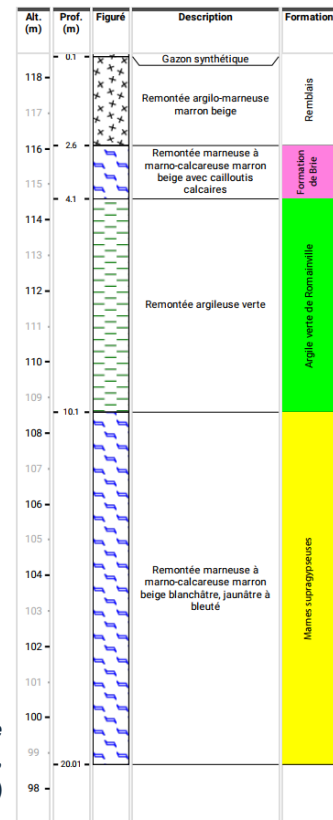 Alt. (m)
Prof. (m)
Figuré
Description
Formation
0.1
Gazon synthétique
118
Remontée argilo-marneuse
marron beige
Remblais
117
116
2.6
Remontée marneuse à
marno-calcareuse marron
beige avec cailloutis
calcaires
Formation
de Brie
115
4.1
114
113
112
Remontée argileuse verte
Argile verte de Romainville
111
110
109
10.1
108
107
106
105
104
Remontée marneuse à
marno-calcareuse marron
beige blanchâtre, jaunâtre à
bleuté
Marnes supragypseuses
103
102
101
100
99
20.01
98